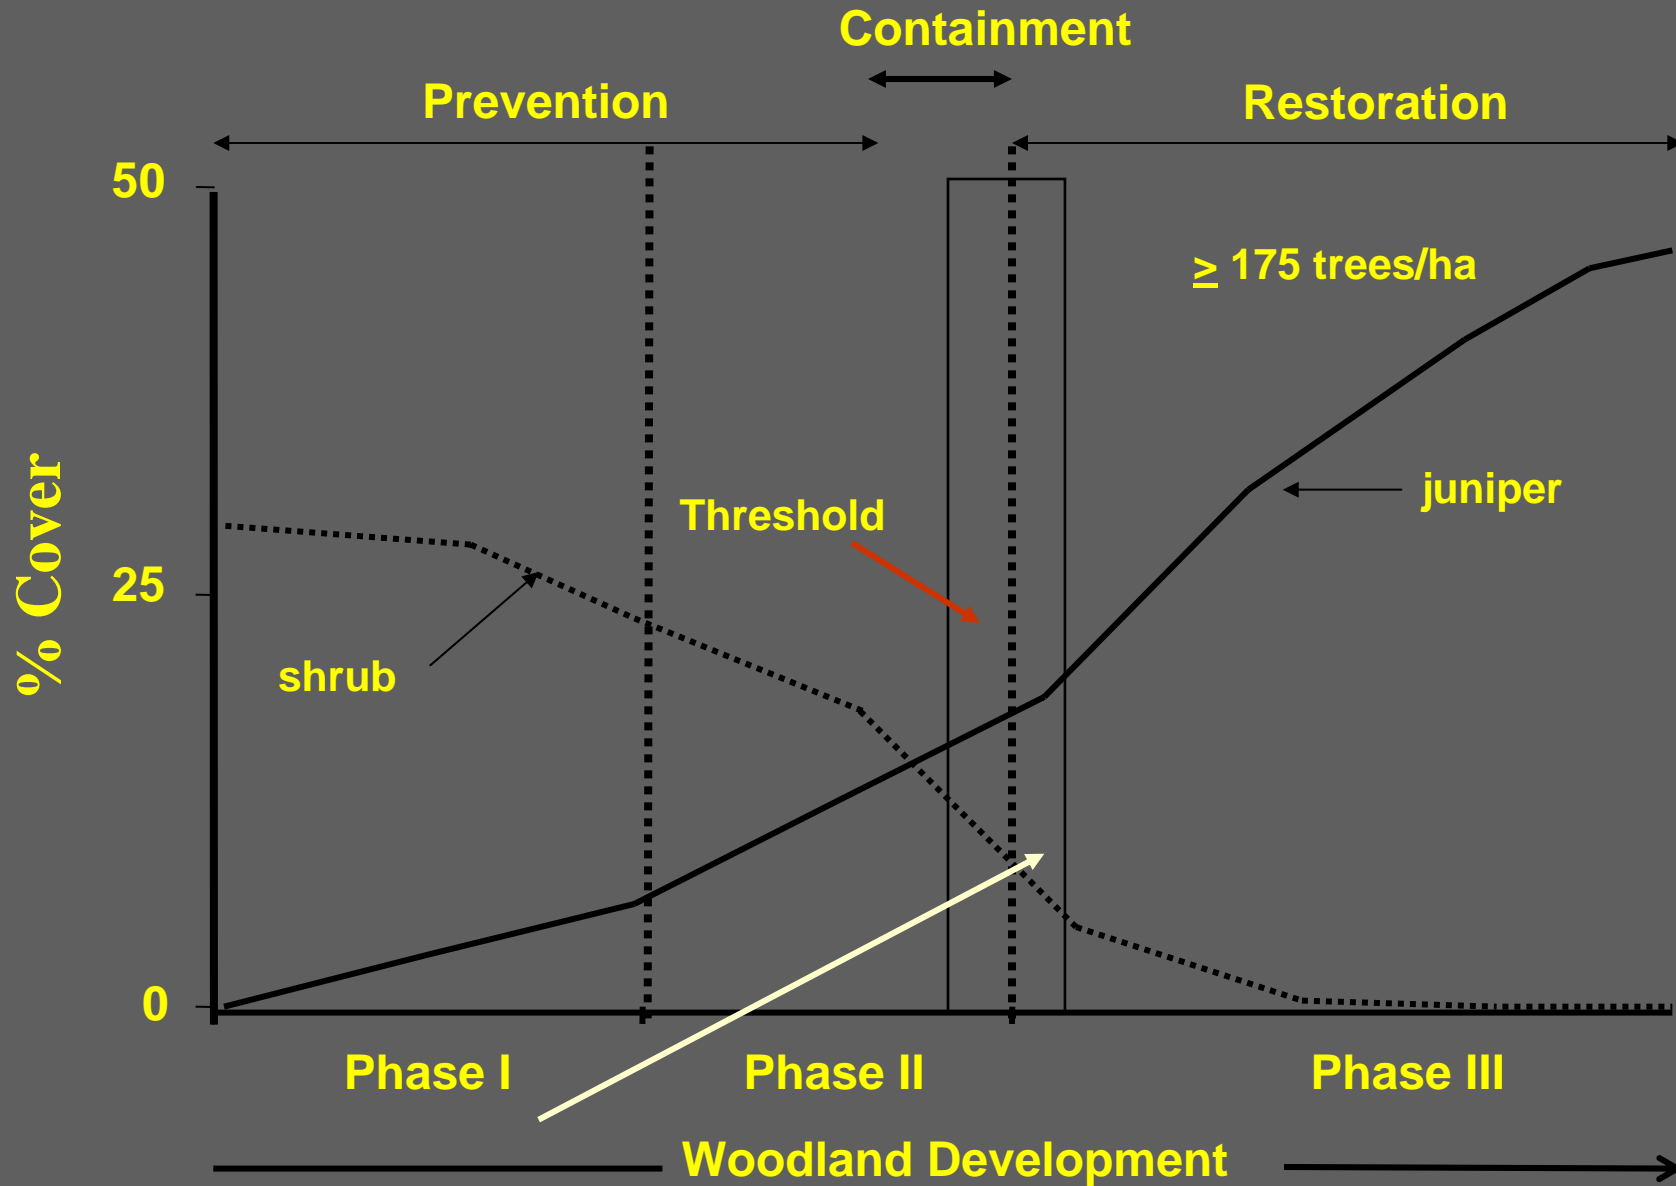 Containment
Prevention
Restoration
50
≥ 175 trees/ha
% Cover
juniper
Threshold
25
shrub
0
Phase I
Phase II
Phase III
Woodland Development